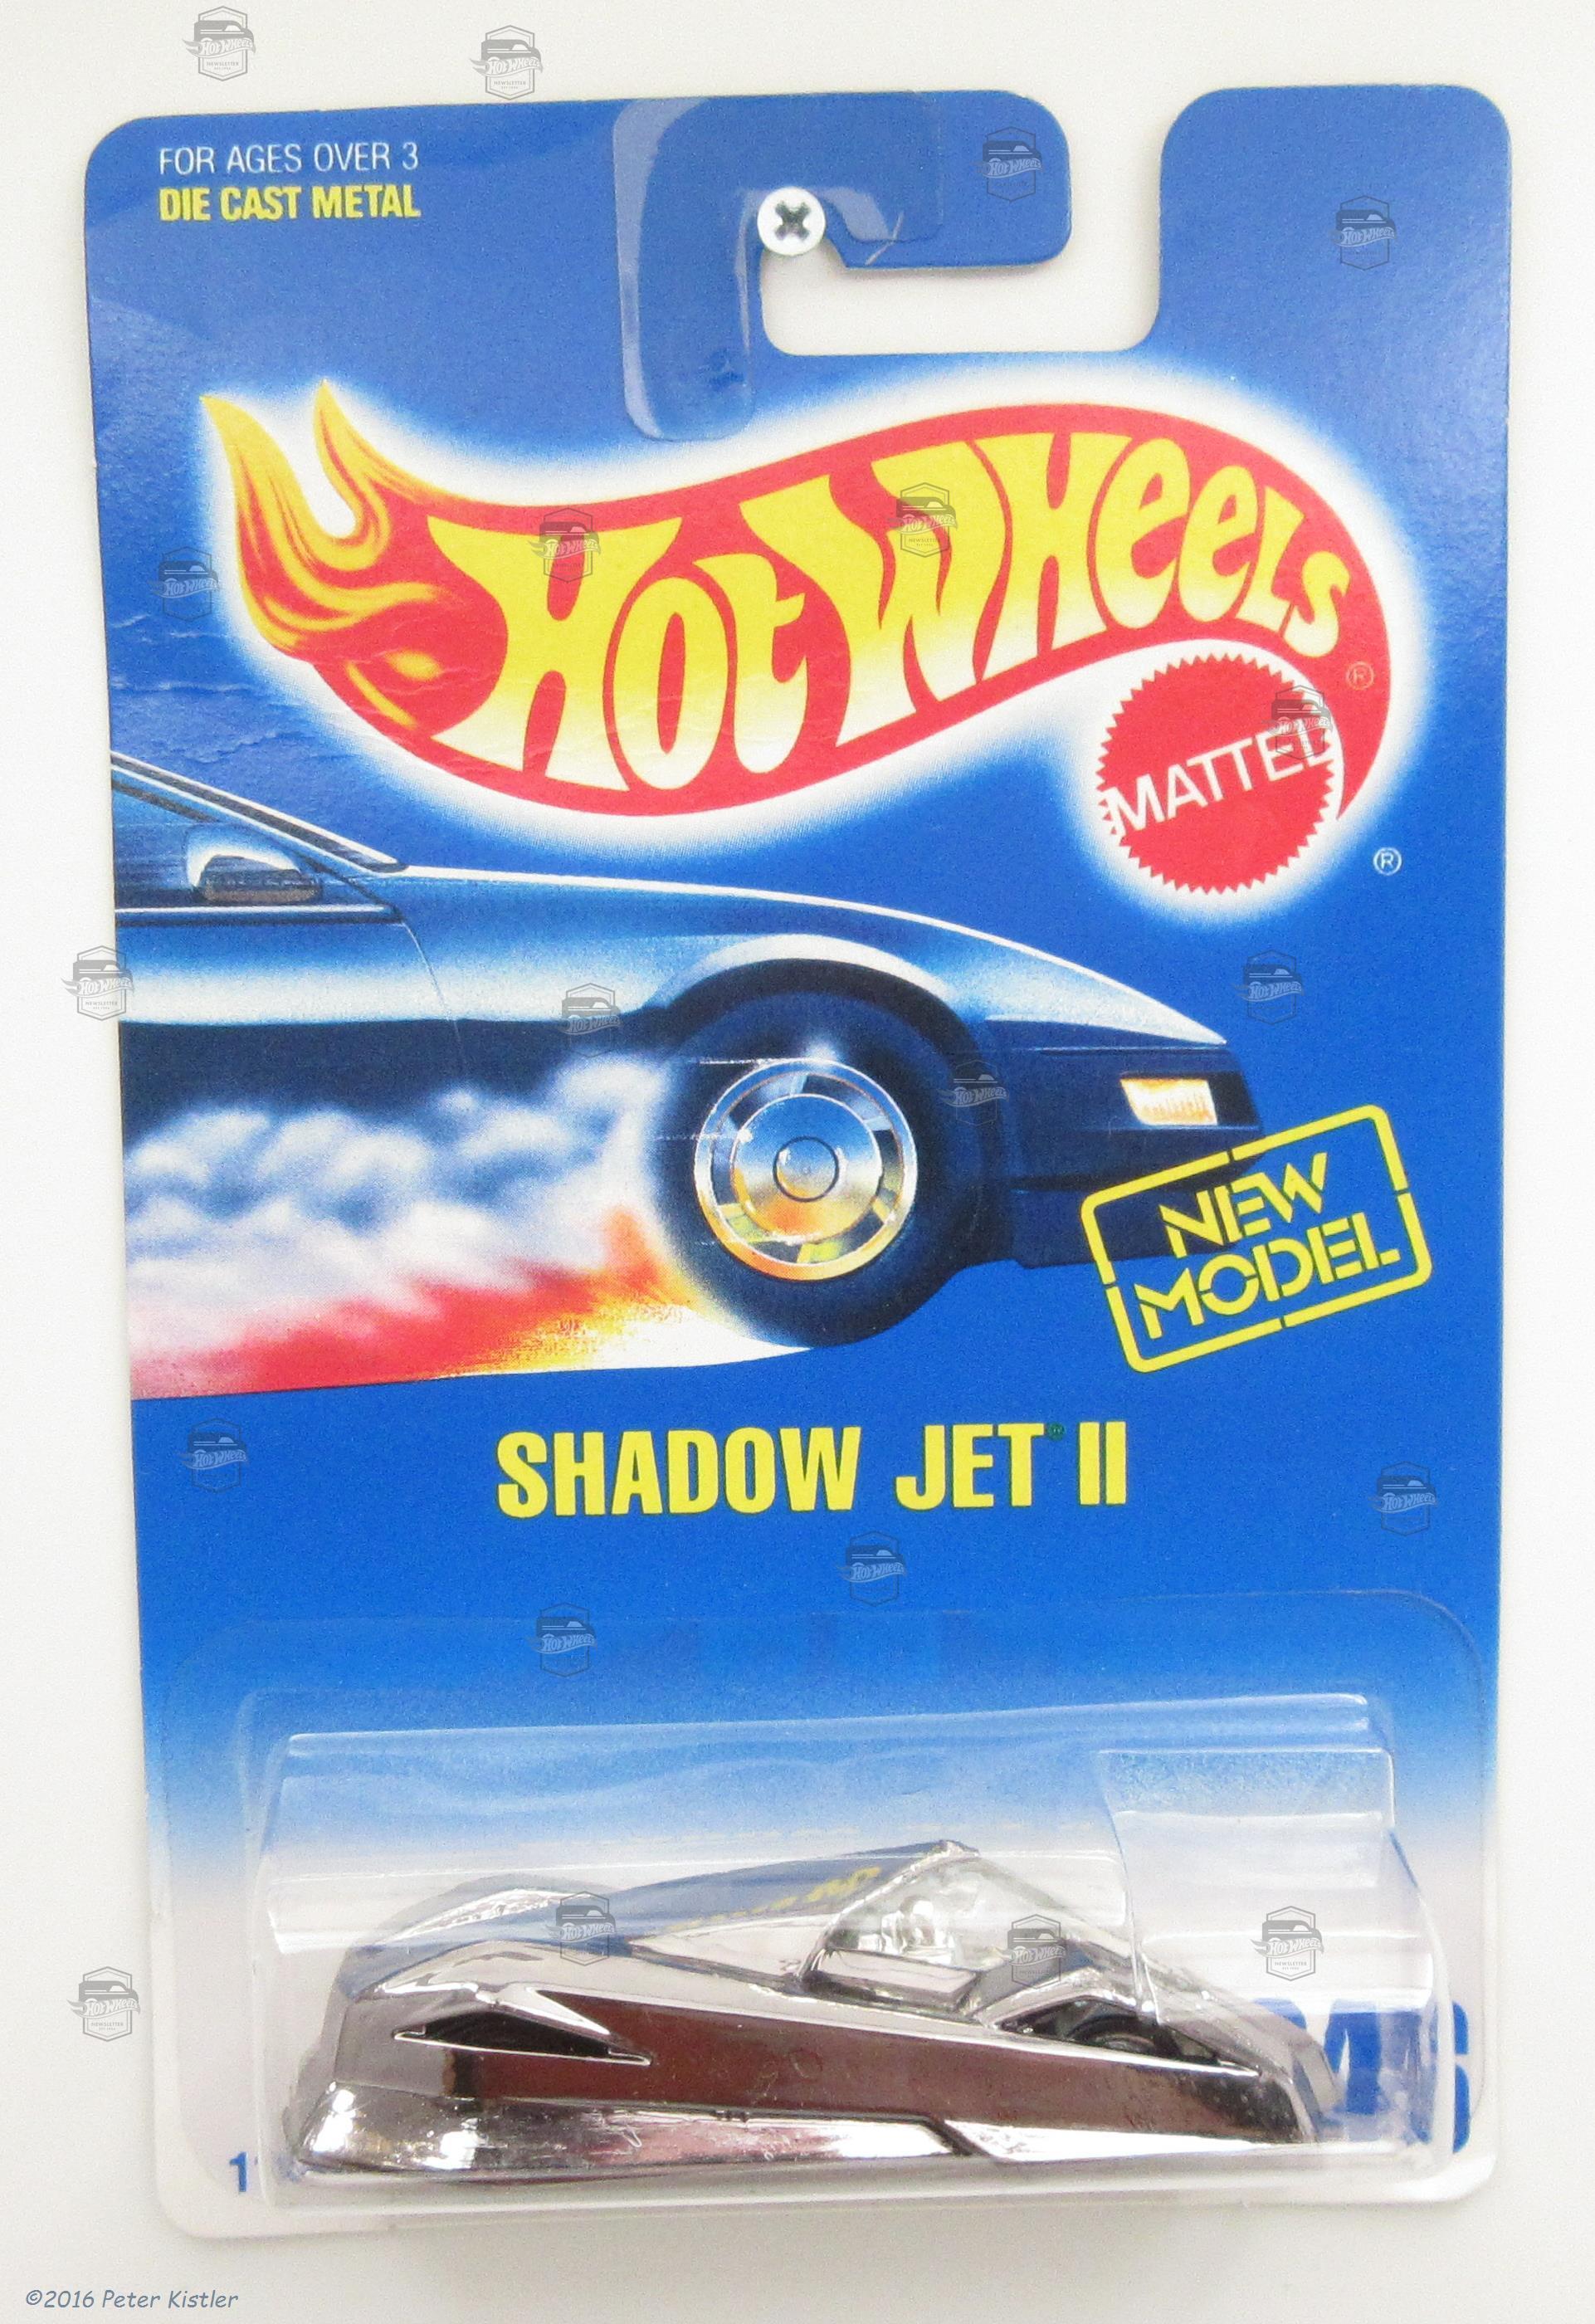 FOR AGES OVER 3
DIE CAST METAL
HOT WHEELS
®
MATTEL
®
NEW
MODEL
SHADOW JET® II
©2016 Peter Kistler